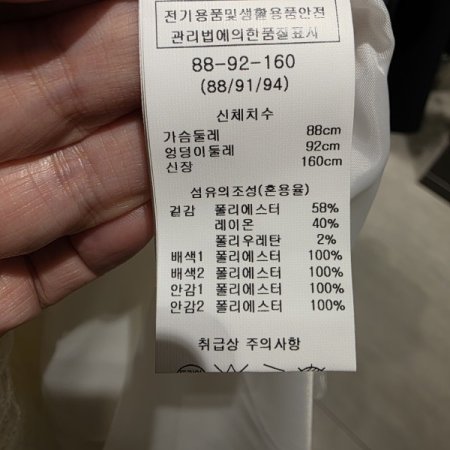 전기용품및생활용품안전
관리법에의한품질표시
88-92-160
(88/91/94)
신체치수
가슴둘레 88cm
엉덩이둘레 92cm
신장 160cm
섬유의조성(혼용율)
겉감 폴리에스터 58%
레이온 40%
폴리우레탄 2%
배색1 폴리에스터 100%
배색2 폴리에스터 100%
안감1 폴리에스터 100%
안감2 폴리에스터 100%
취급상 주의사항